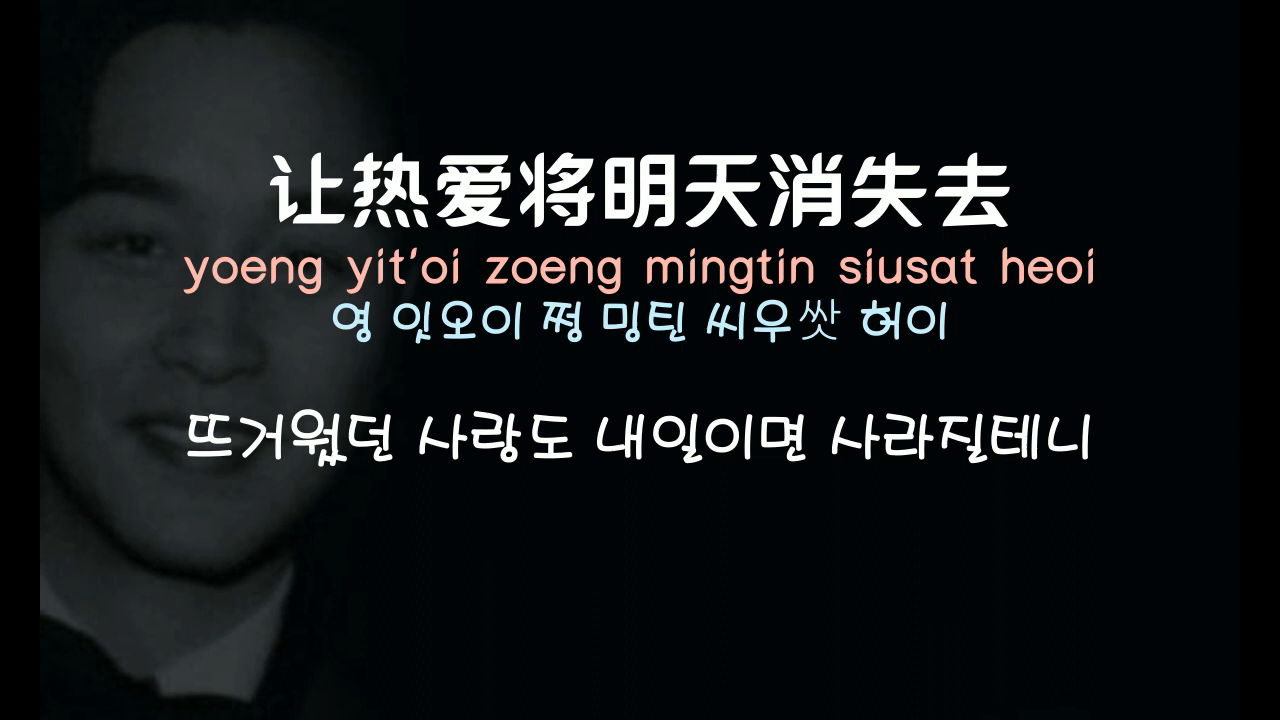 让热爱将明天消失去
yoeng yit'oi zoeng mingtin siusat heoi
영 잇오이 쩡 밍틴 씨우쌋 허이
뜨거웠던 사랑도 내일이면 사라질테니